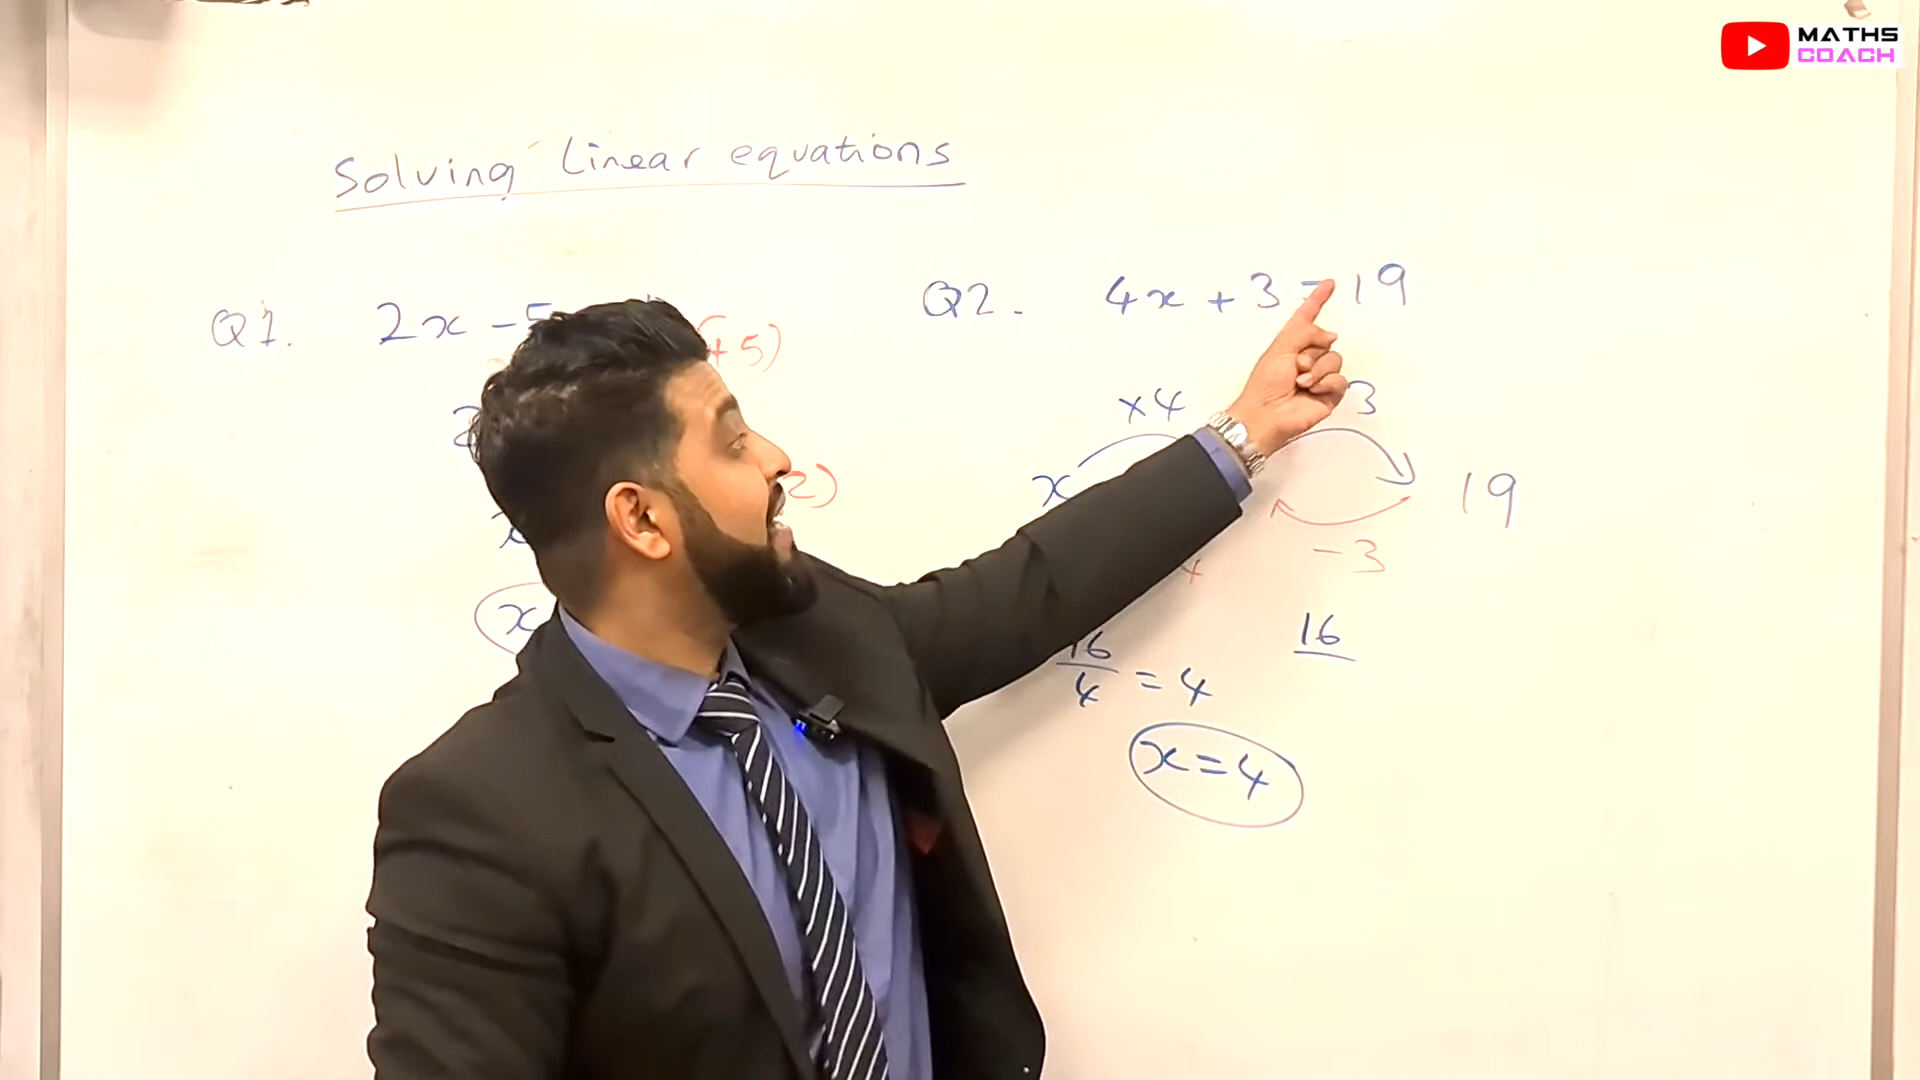 MATHS
COACH
Solving Linear equations
Q1. 2x - 5
+ 5)
2)
x
Q2. 4x + 3 = 19
x4 3
x 19
- 3
16
16/4 = 4
x = 4